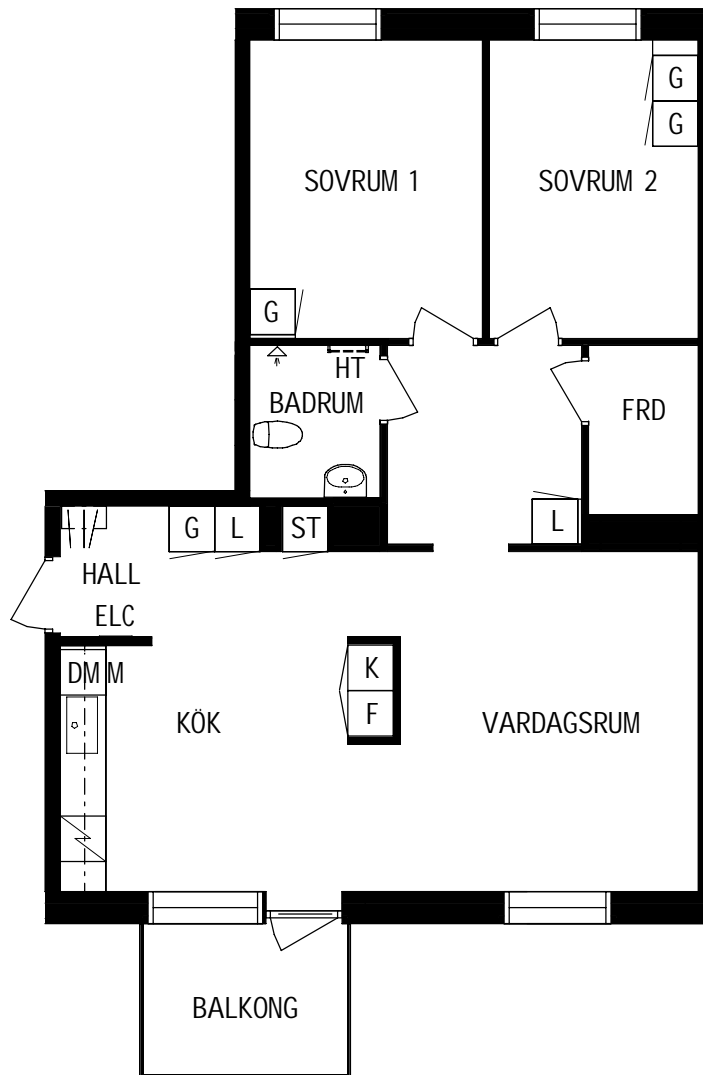 G
G
SOVRUM 1
SOVRUM 2
G
HT
BADRUM
FRD
G
L
ST
L
HALL
ELC
DM M
K
F
KÖK
VARDAGSRUM
BALKONG